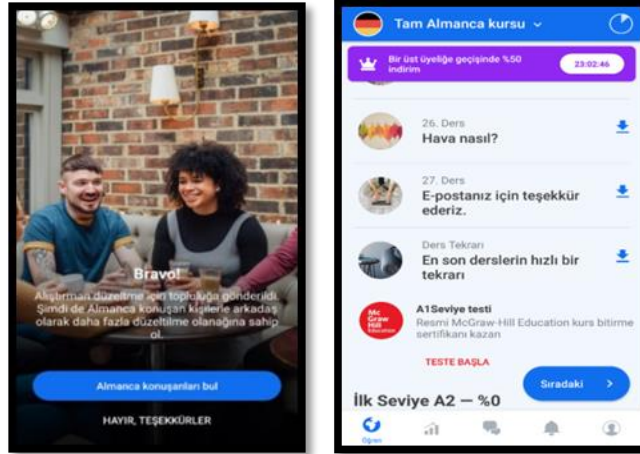 Bravo!
Alıştırman düzeltme için topluluğa gönderildi.
Şimdi de Almanca konuşan kişilerle arkadaş
olarak daha fazla düzeltilme olanağına sahip
ol.
Almanca konuşanları bul
HAYIR, TEŞEKKÜRLER
Tam Almanca kursu
Bir üst üyeliğe geçişinde %50
indirim
23:02:46
26. Ders
Hava nasıl?
27. Ders
E-postanız için teşekkür
ederiz.
Ders Tekrarı
En son derslerin hızlı bir
tekrarı
Mc
Graw
Hill
Education
A1Seviye testi
Resmi McGraw-Hill Education kurs bitirme
sertifikanı kazan
TESTE BAŞLA
Sıradaki
İlk Seviye A2 — %0
Öğren